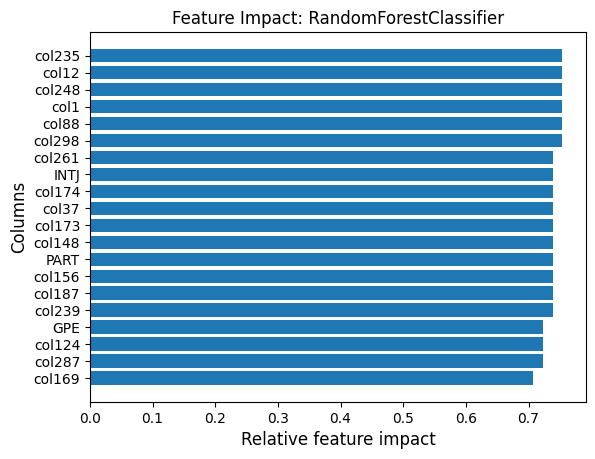 Feature Impact: RandomForestClassifier
Columns
col235
col12
col248
col1
col88
col298
col261
INTJ
col174
col37
col173
col148
PART
col156
col187
col239
GPE
col124
col287
col169
0.0 0.1 0.2 0.3 0.4 0.5 0.6 0.7
Relative feature impact